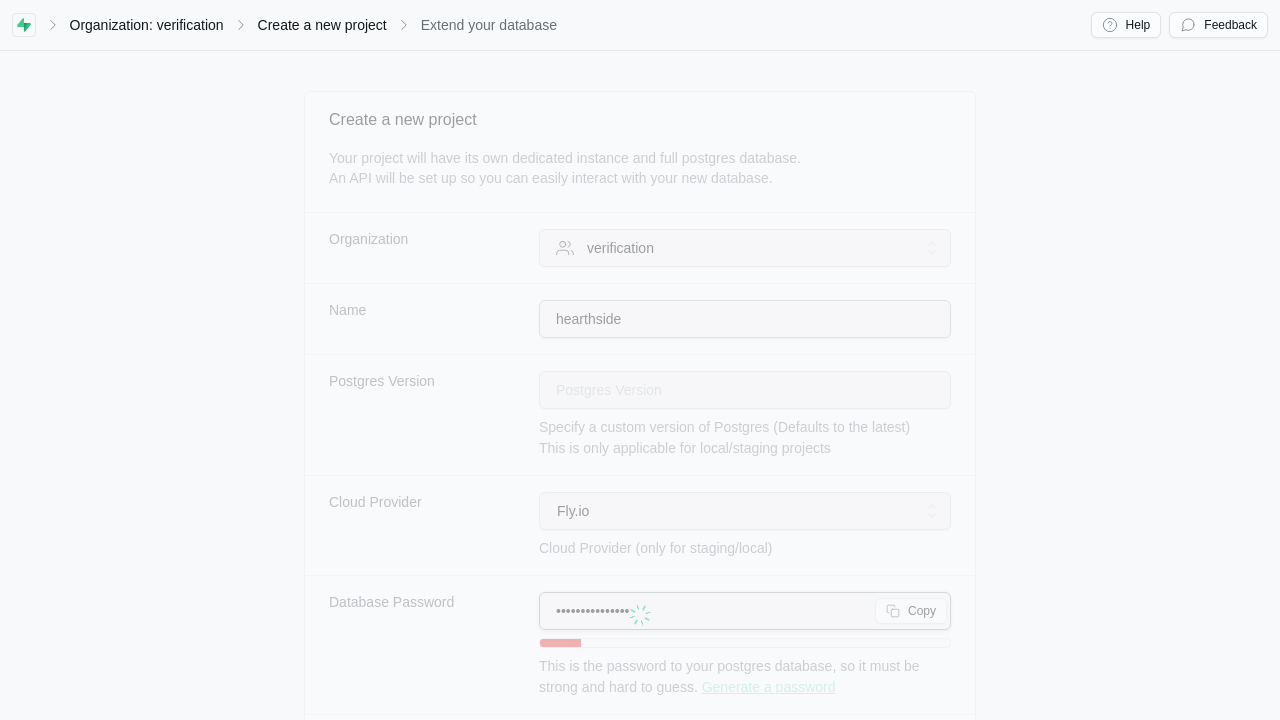 Organization: verification
Create a new project
Extend your database
Help
Feedback
Create a new project
Your project will have its own dedicated instance and full postgres database.
An API will be set up so you can easily interact with your new database.
Organization
verification
Name
hearthside
Postgres Version
Postgres Version
Specify a custom version of Postgres (Defaults to the latest)
This is only applicable for local/staging projects
Cloud Provider
Fly.io
Cloud Provider (only for staging/local)
Database Password
•••••••••••••••
Copy
This is the password to your postgres database, so it must be
strong and hard to guess. Generate a password